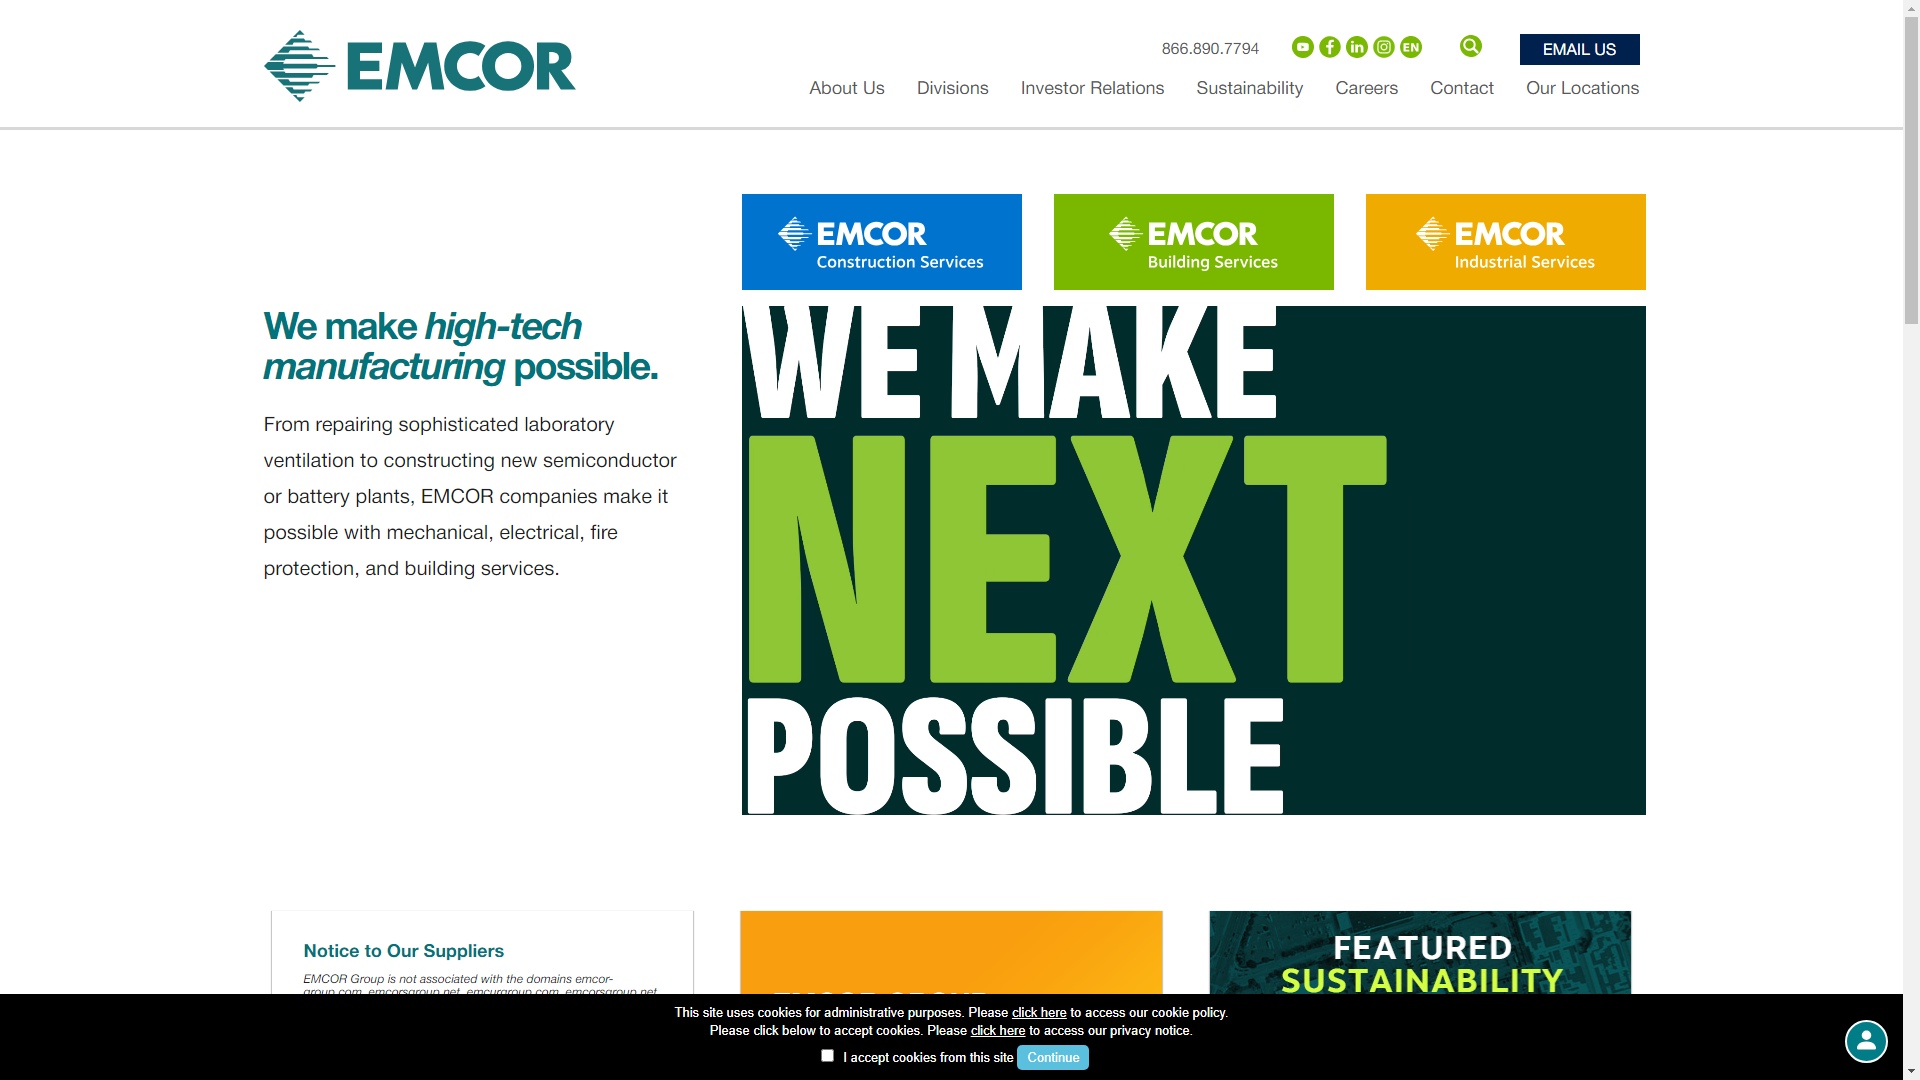 EMCOR
866.890.7794
EN
EMAIL US
About Us
Divisions
Investor Relations
Sustainability
Careers
Contact
Our Locations
EMCOR
Construction Services
EMCOR
Building Services
EMCOR
Industrial Services
We make high-tech
manufacturing possible.
From repairing sophisticated laboratory
ventilation to constructing new semiconductor
or battery plants, EMCOR companies make it
possible with mechanical, electrical, fire
protection, and building services.
WE MAKE
NEXT
POSSIBLE
Notice to Our Suppliers
EMCOR Group is not associated with the domains emcor-
group.com, emcorsgroup.net, emcurgroup.com, emcorsgroup.net,
EMCOR GROUP
FEATURED
SUSTAINABILITY
This site uses cookies for administrative purposes. Please click here to access our cookie policy.
Please click below to accept cookies. Please click here to access our privacy notice.
I accept cookies from this site
Continue